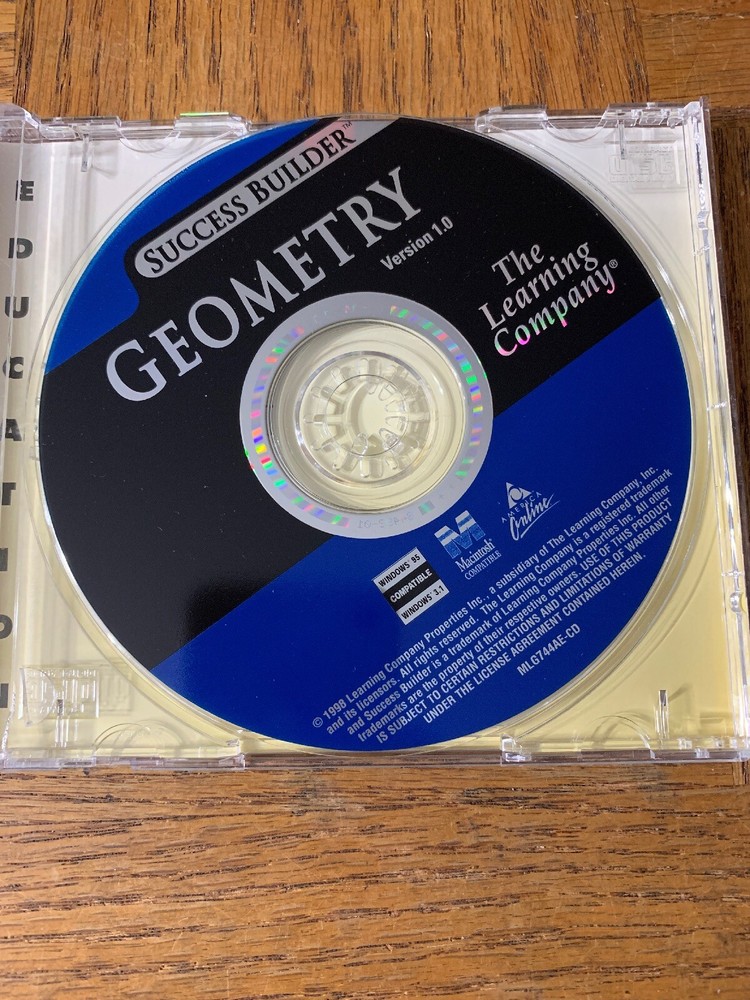 SUCCESS BUILDER™
GEOMETRY
Version 1.0
The
Learning
Company®
AMERICA
Online
Macintosh
COMPATIBLE
WINDOWS 95
COMPATIBLE
WINDOWS 3.1
© 1998 Learning Company Properties Inc., a subsidiary of The Learning Company, Inc.
and its licensors. All rights reserved. The Learning Company is a registered trademark
and Success Builder is a trademark of Learning Company Properties Inc. All other
trademarks are the property of their respective owners. USE OF THIS PRODUCT
IS SUBJECT TO CERTAIN RESTRICTIONS AND LIMITATIONS OF WARRANTY
UNDER THE LICENSE AGREEMENT CONTAINED HEREIN.
MLG744AE-CD
EDUCATION